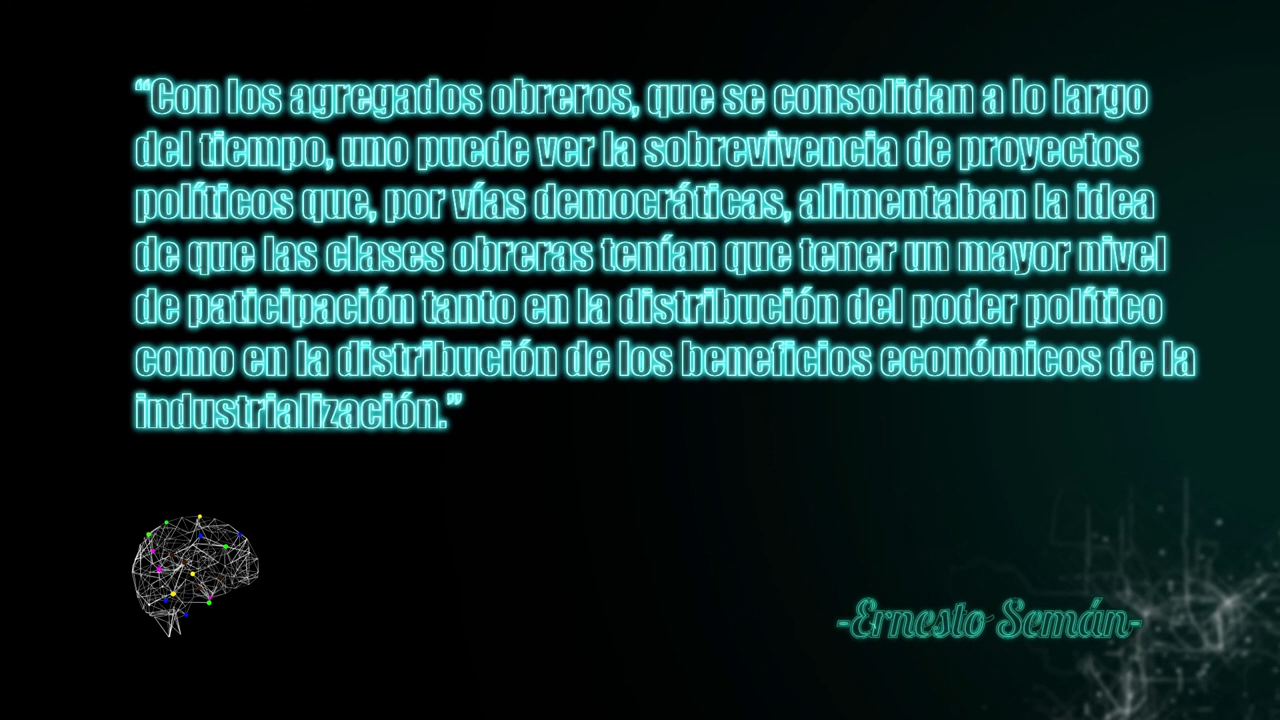 “Con los agregados obreros, que se consolidan a lo largo
del tiempo, uno puede ver la sobrevivencia de proyectos
políticos que, por vías democráticas, alimentaban la idea
de que las clases obreras tenían que tener un mayor nivel
de paticipación tanto en la distribución del poder político
como en la distribución de los beneficios económicos de la
industrialización.”
-Ernesto Semán-